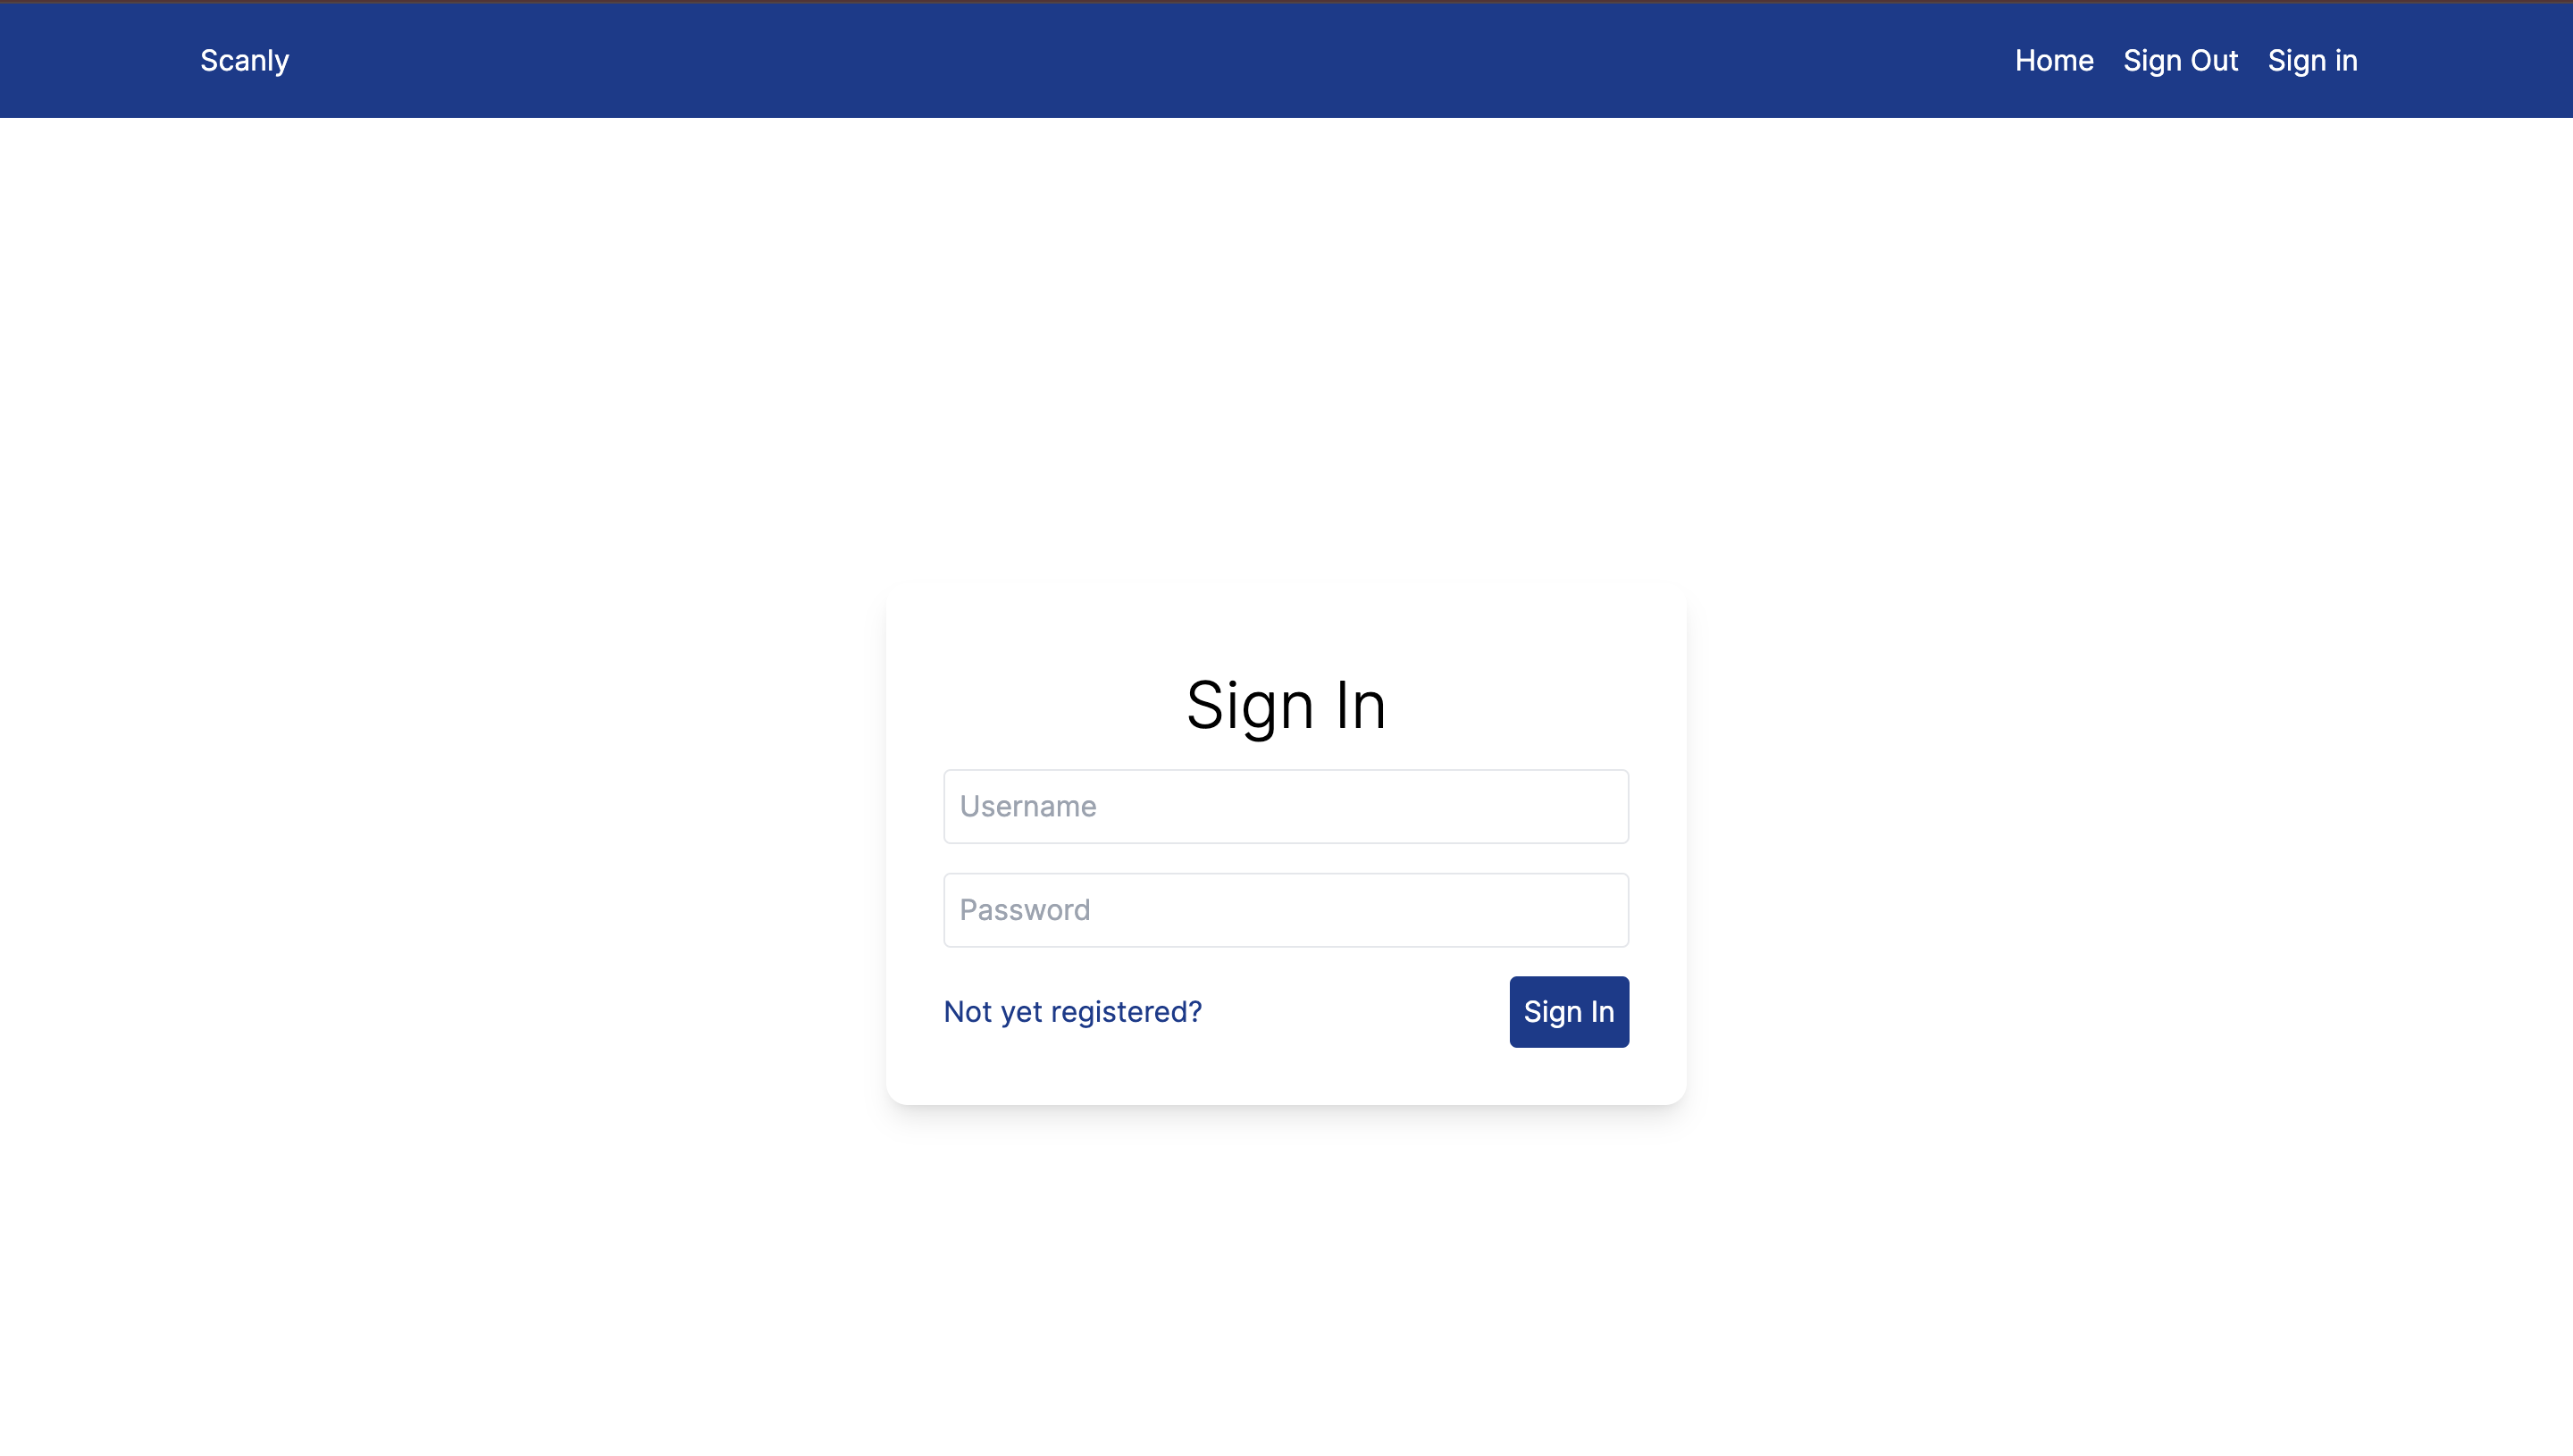 Scanly
Home Sign Out Sign in
Sign In
Username
Password
Not yet registered? Sign In